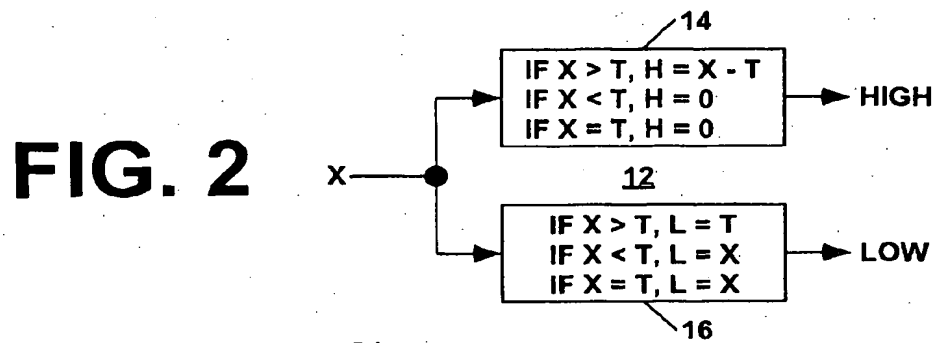 14
IF X > T, H = X - T
IF X < T, H = 0
IF X = T, H = 0
HIGH
FIG. 2
X
12
IF X > T, L = T
IF X < T, L = X
IF X = T, L = X
LOW
16